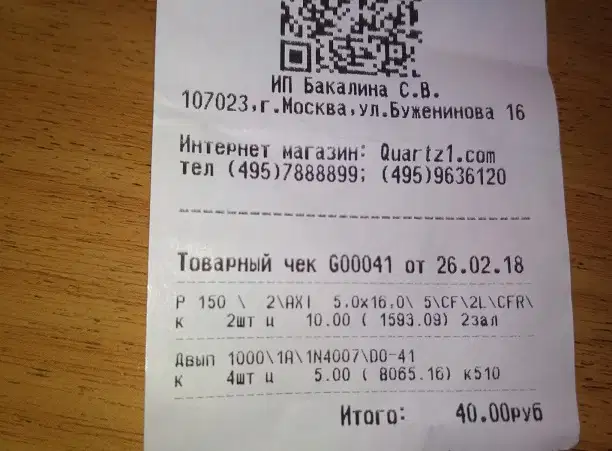 ИП Бакалина С.В.
107023,г.Москва,ул.Буженинова 16
Интернет магазин: Quartz1.com
тел (495)7888899; (495)9636120
Товарный чек G00041 от 26.02.18
Р 150 \ 2\AXI 5.0x16.0\ 5\CF\2L\CFR\
К 2шт Ц 10.00 ( 1593.09) 2зал
Двып 1000\1A\1N4007\DO-41
К 4шт Ц 5.00 ( 8065.16) к510
Итого: 40.00руб